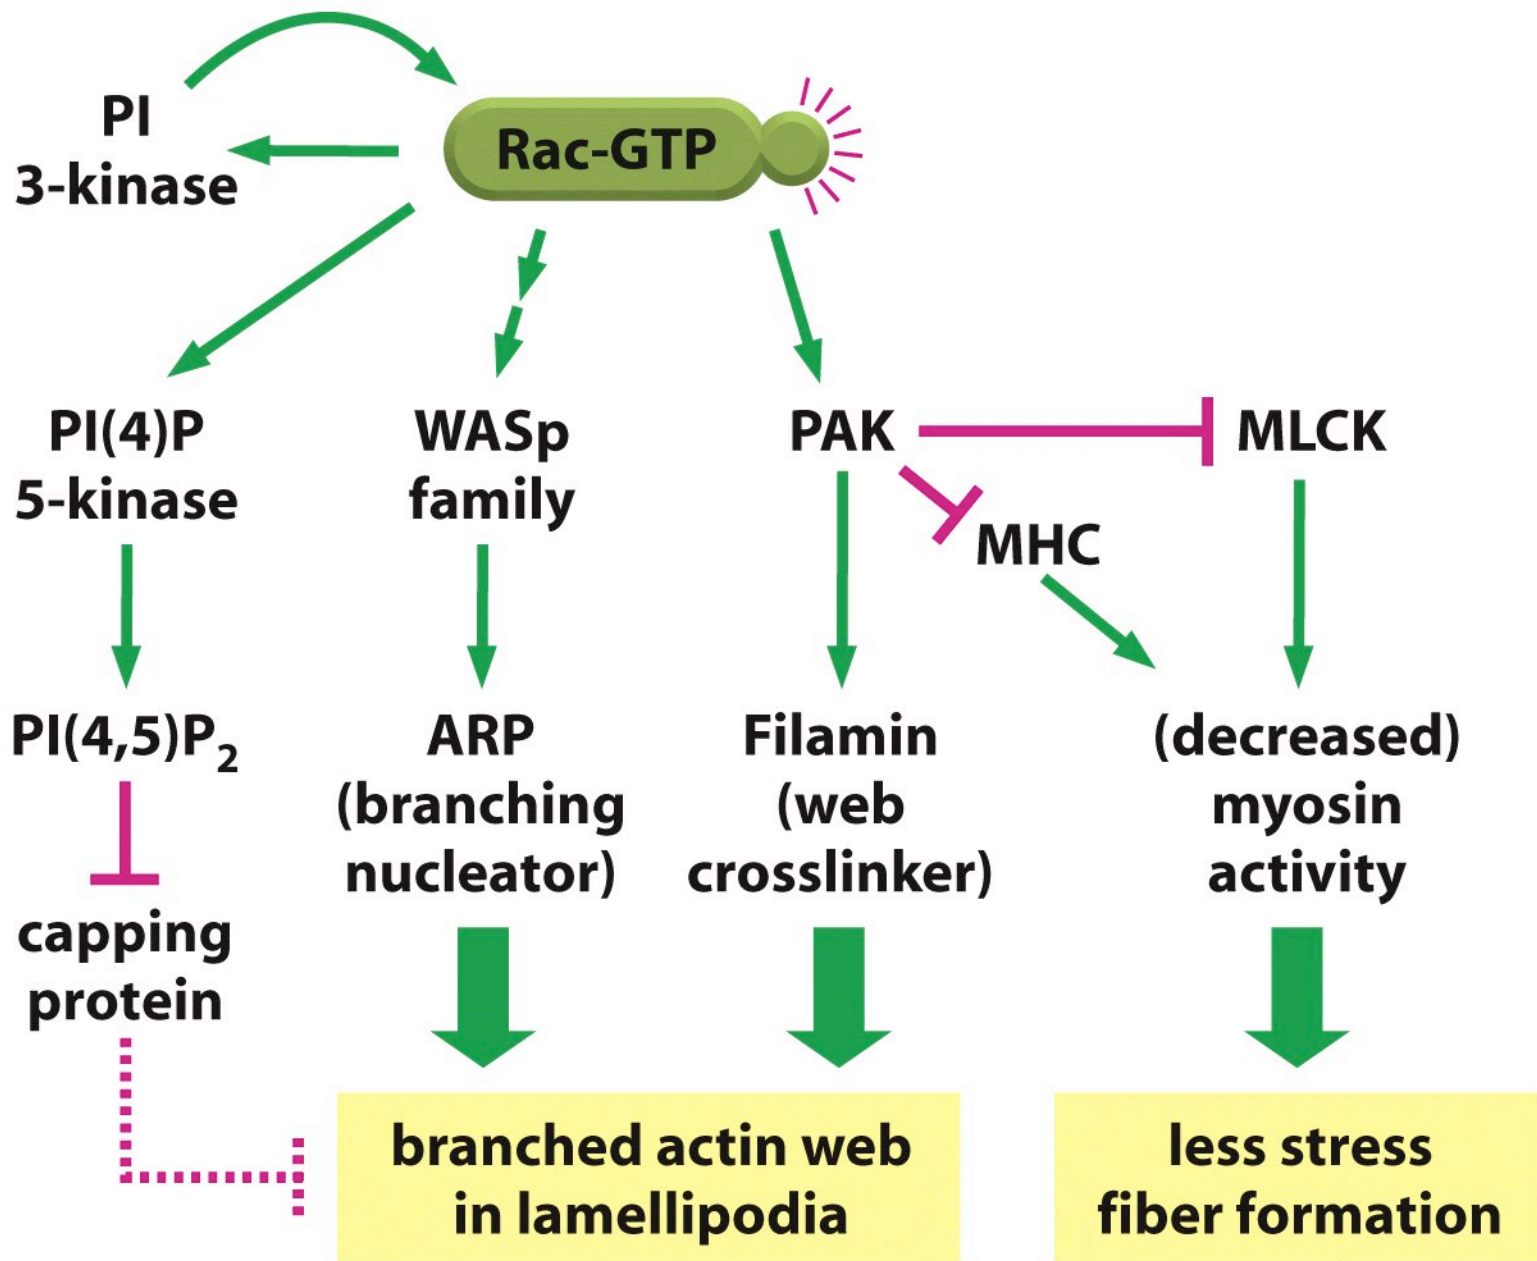 PI
3-kinase
Rac-GTP
PI(4)P
5-kinase
WASp
family
PAK
MLCK
MHC
PI(4,5)P2
ARP
(branching
nucleator)
Filamin
(web
crosslinker)
(decreased)
myosin
activity
capping
protein
branched actin web
in lamellipodia
less stress
fiber formation